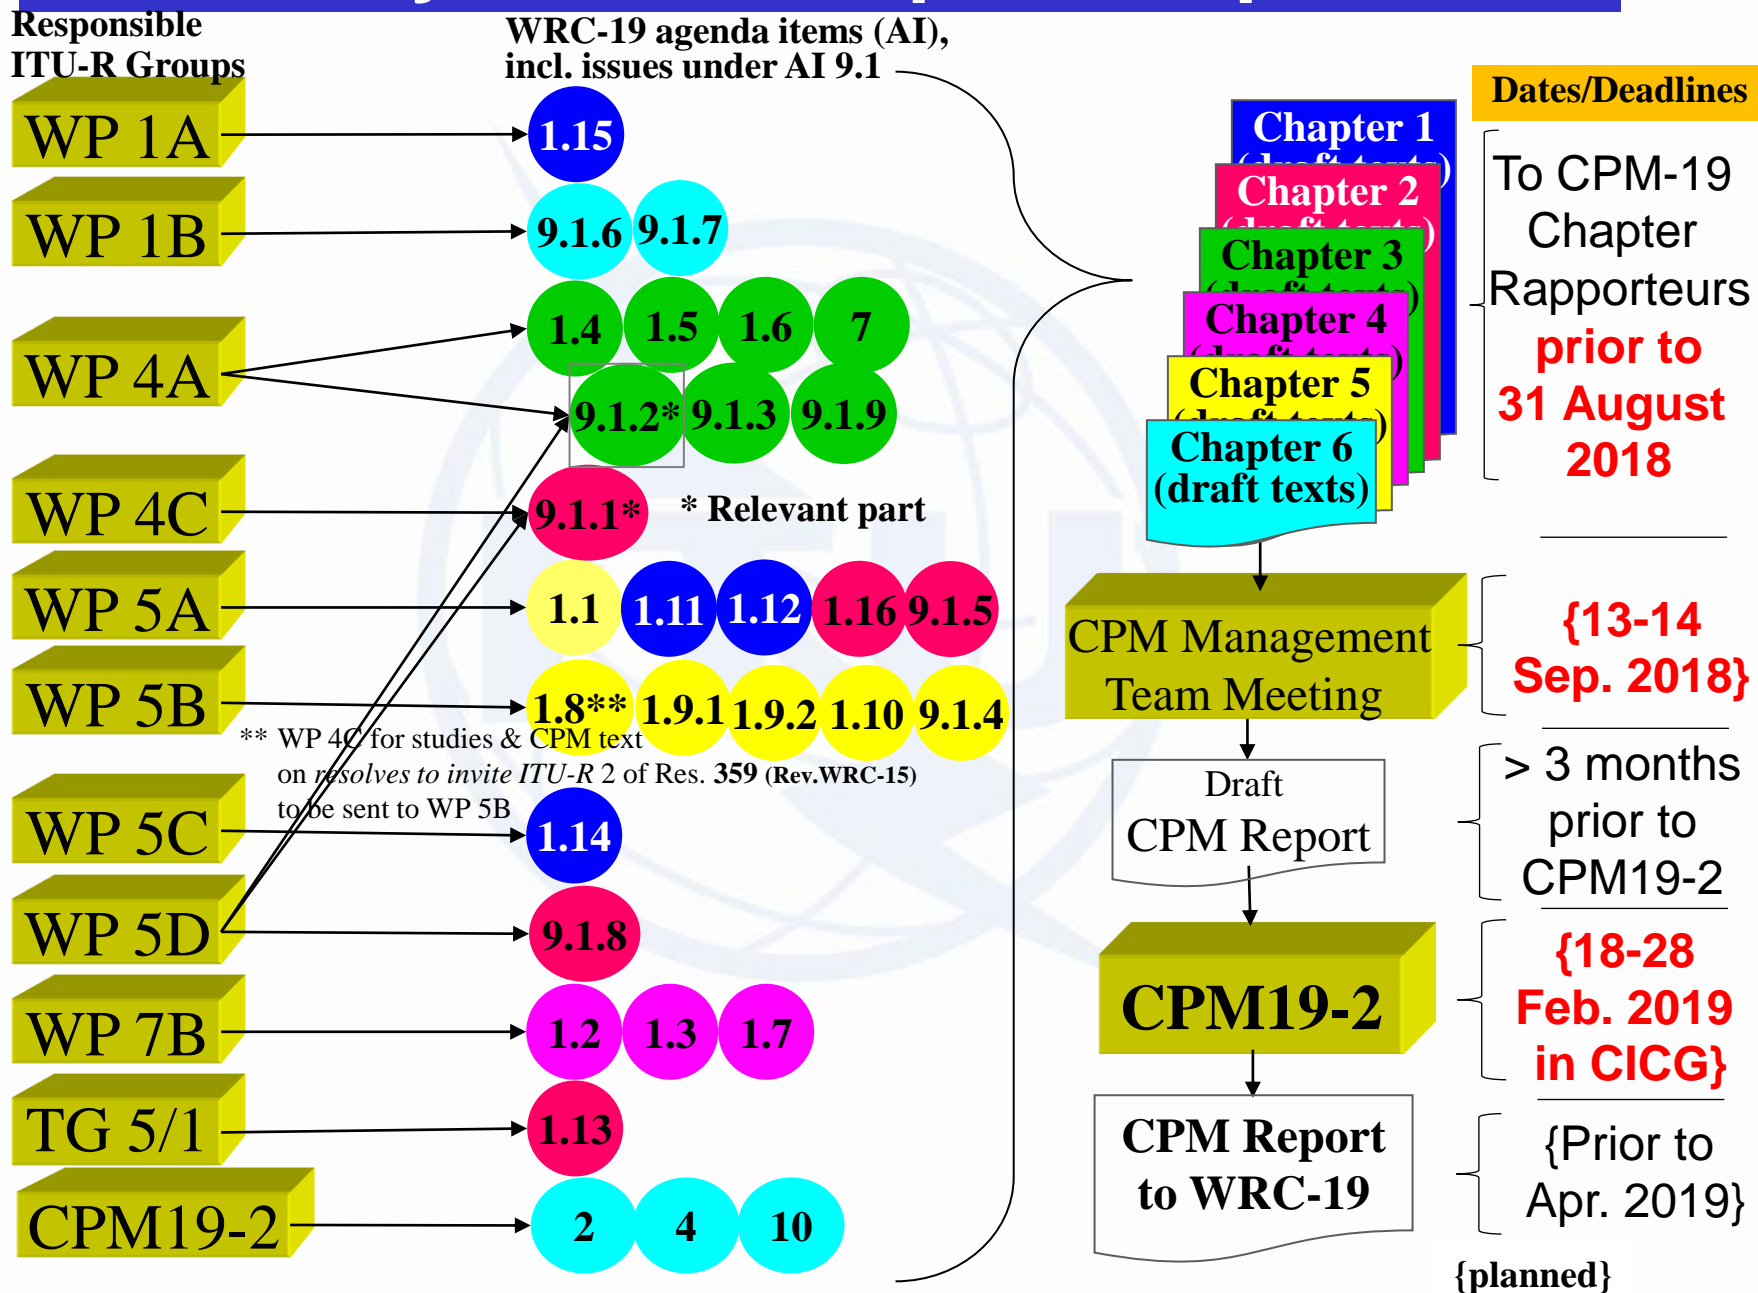 Responsible
ITU-R Groups
WRC-19 agenda items (AI),
incl. issues under AI 9.1
Dates/Deadlines
WP 1A
1.15
WP 1B
9.1.6 9.1.7
WP 4A
1.4 1.5 1.6 7
9.1.2* 9.1.3 9.1.9
WP 4C
9.1.1*
* Relevant part
WP 5A
1.1 1.11 1.12 1.16 9.1.5
WP 5B
1.8** 1.9.1 1.9.2 1.10 9.1.4
** WP 4C for studies & CPM text
on resolves to invite ITU-R 2 of Res. 359 (Rev.WRC-15)
to be sent to WP 5B
WP 5C
1.14
WP 5D
9.1.8
WP 7B
1.2 1.3 1.7
TG 5/1
1.13
CPM19-2
2 4 10
Chapter 1
(draft texts)
Chapter 2
(draft texts)
Chapter 3
(draft texts)
Chapter 4
(draft texts)
Chapter 5
(draft texts)
Chapter 6
(draft texts)
To CPM-19
Chapter
Rapporteurs
prior to
31 August
2018
CPM Management
Team Meeting
{13-14
Sep. 2018}
Draft
CPM Report
> 3 months
prior to
CPM19-2
CPM19-2
{18-28
Feb. 2019
in CICG}
CPM Report
to WRC-19
{Prior to
Apr. 2019}
{planned}